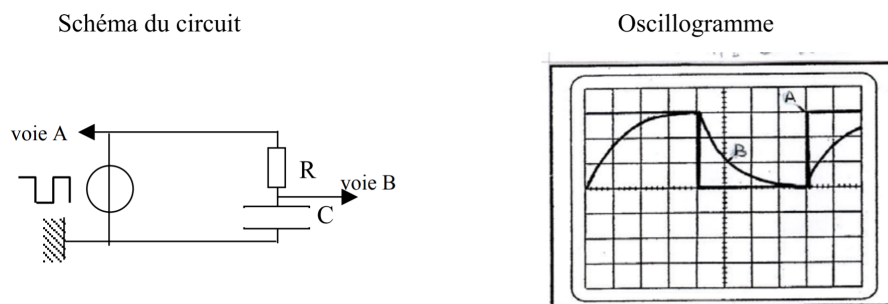 Schéma du circuit
Oscillogramme
voie A
R
voie B
C
A
B